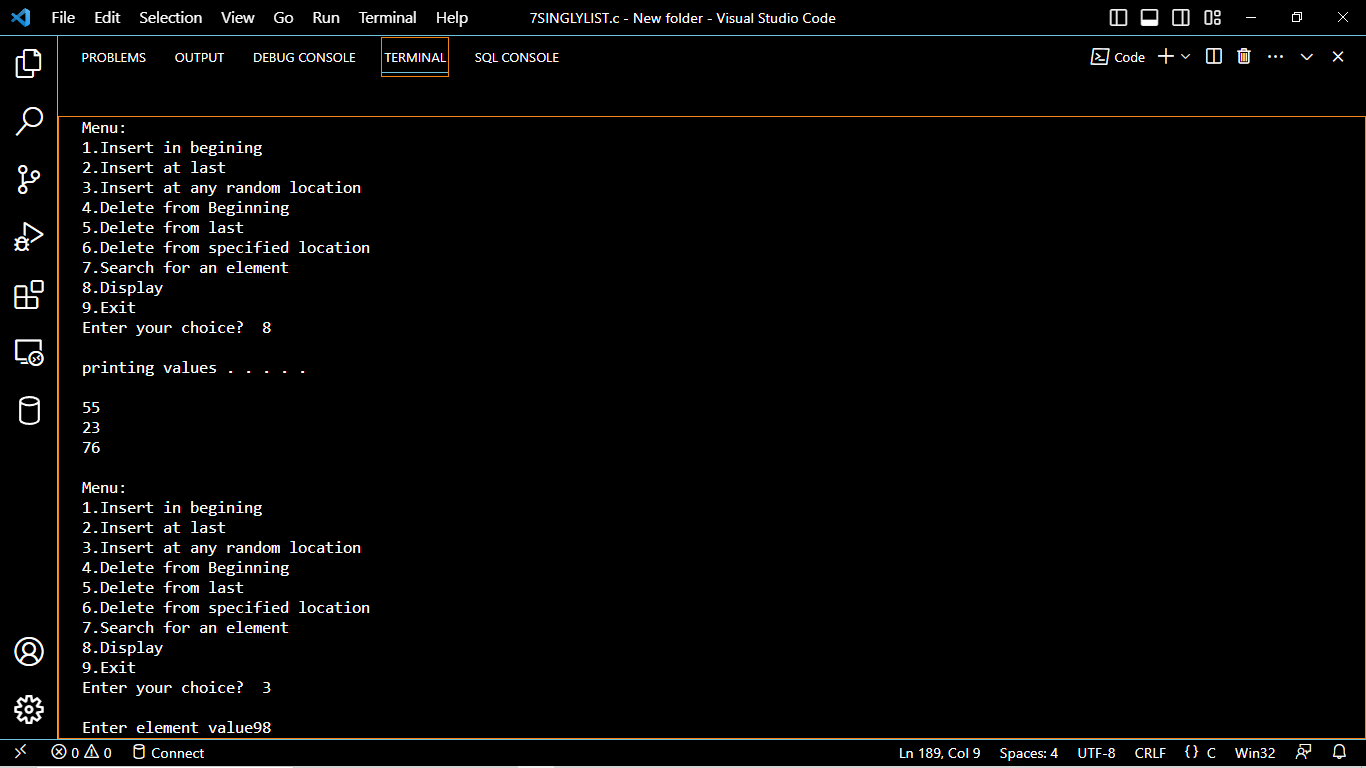 File Edit Selection View Go Run Terminal Help 7SINGLYLIST.c - New folder - Visual Studio Code
PROBLEMS OUTPUT DEBUG CONSOLE TERMINAL SQL CONSOLE Code
Menu:
1.Insert in begining
2.Insert at last
3.Insert at any random location
4.Delete from Beginning
5.Delete from last
6.Delete from specified location
7.Search for an element
8.Display
9.Exit
Enter your choice?  8
printing values . . . . .
55
23
76
Menu:
1.Insert in begining
2.Insert at last
3.Insert at any random location
4.Delete from Beginning
5.Delete from last
6.Delete from specified location
7.Search for an element
8.Display
9.Exit
Enter your choice?  3
Enter element value98
0 0 Connect Ln 189, Col 9 Spaces: 4 UTF-8 CRLF {} C Win32